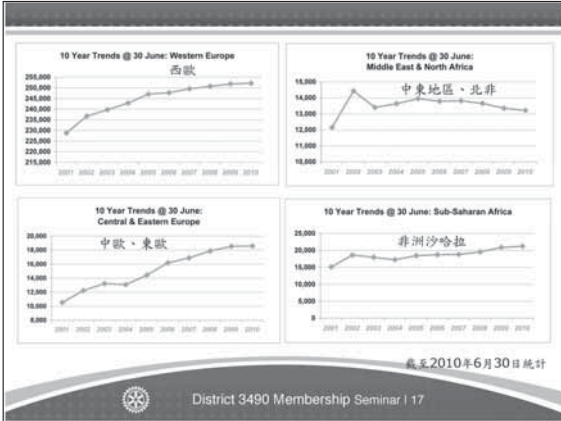 10 Year Trends @ 30 June: Western Europe
西歐
255,000
250,000
245,000
240,000
235,000
230,000
225,000
220,000
215,000
2001 2002 2003 2004 2005 2006 2007 2008 2009 2010
10 Year Trends @ 30 June:
Middle East & North Africa
中東地區、北非
15,000
14,000
13,000
12,000
11,000
10,000
2001 2002 2003 2004 2005 2006 2007 2008 2009 2010
10 Year Trends @ 30 June:
Central & Eastern Europe
中歐、東歐
20,000
18,000
16,000
14,000
12,000
10,000
8,000
2001 2002 2003 2004 2005 2006 2007 2008 2009 2010
10 Year Trends @ 30 June: Sub-Saharan Africa
非洲沙哈拉
25,000
20,000
15,000
10,000
5,000
0
2001 2002 2003 2004 2005 2006 2007 2008 2009 2010
截至2010年6月30日統計
District 3490 Membership Seminar I 17